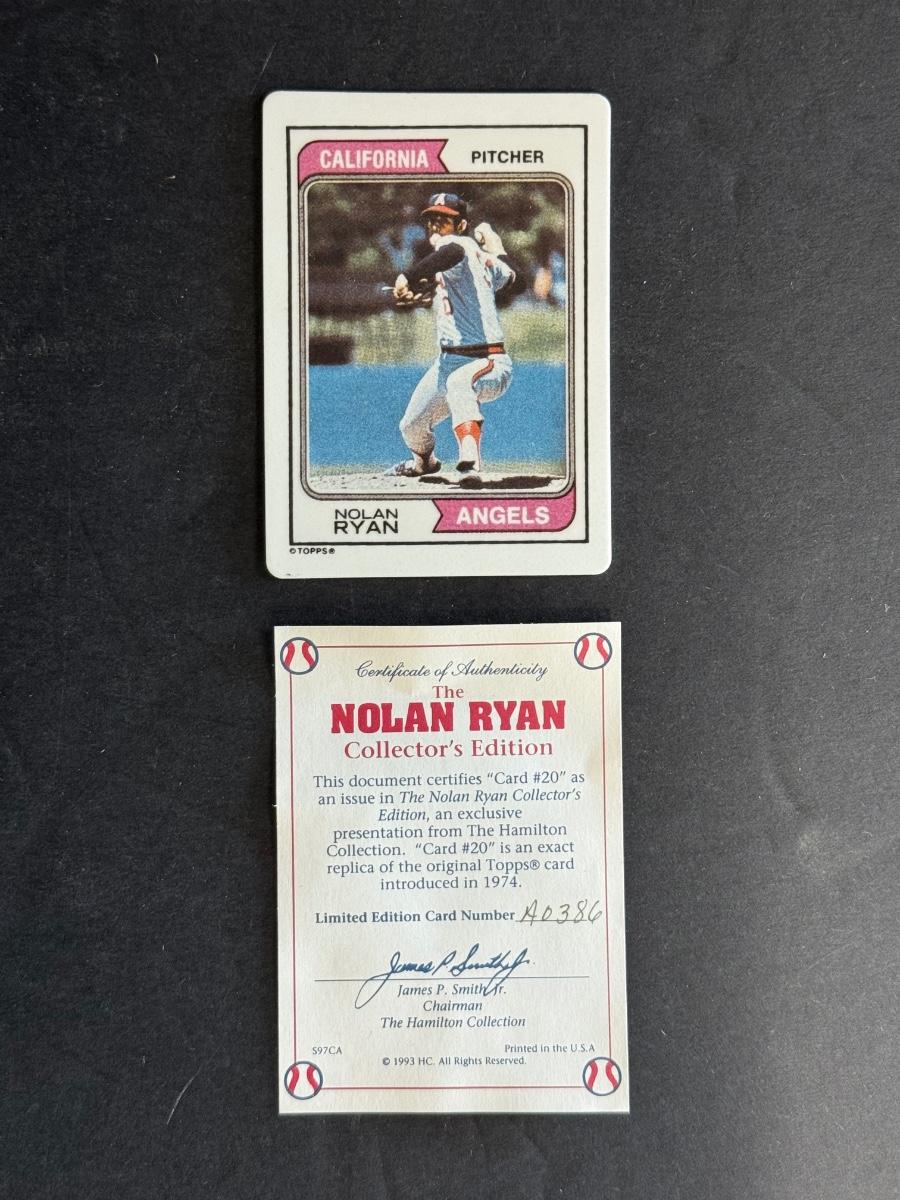 CALIFORNIA PITCHER
A
NOLAN
RYAN
ANGELS
© TOPPS®
Certificate of Authenticity
The
NOLAN RYAN
Collector's Edition
This document certifies "Card #20" as
an issue in The Nolan Ryan Collector's
Edition, an exclusive
presentation from The Hamilton
Collection. "Card #20" is an exact
replica of the original Topps® card
introduced in 1974.
Limited Edition Card Number A0386
James P. Smith Jr.
James P. Smith Jr.
Chairman
The Hamilton Collection
S97CA Printed in the U.S.A
© 1993 HC. All Rights Reserved.